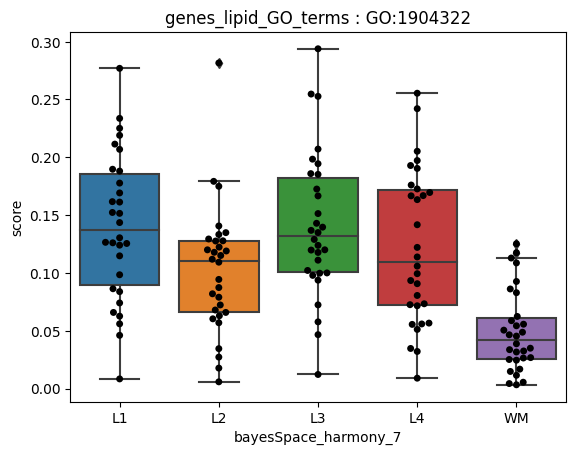 genes_lipid_GO_terms : GO:1904322
0.30
0.25
0.20
0.15
0.10
0.05
0.00
score
L1 L2 L3 L4 WM
bayesSpace_harmony_7